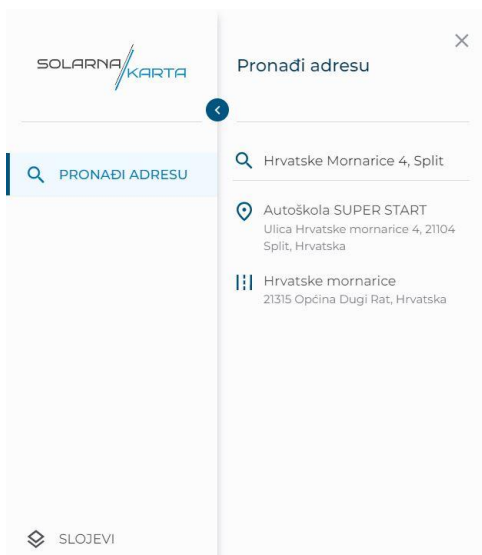 SOLARNA
KARTA
PRONAĐI ADRESU
SLOJEVI
Pronađi adresu
Hrvatske Mornarice 4, Split
Autoškola SUPER START
Ulica Hrvatske mornarice 4, 21104
Split, Hrvatska
Hrvatske mornarice
21315 Općina Dugi Rat, Hrvatska